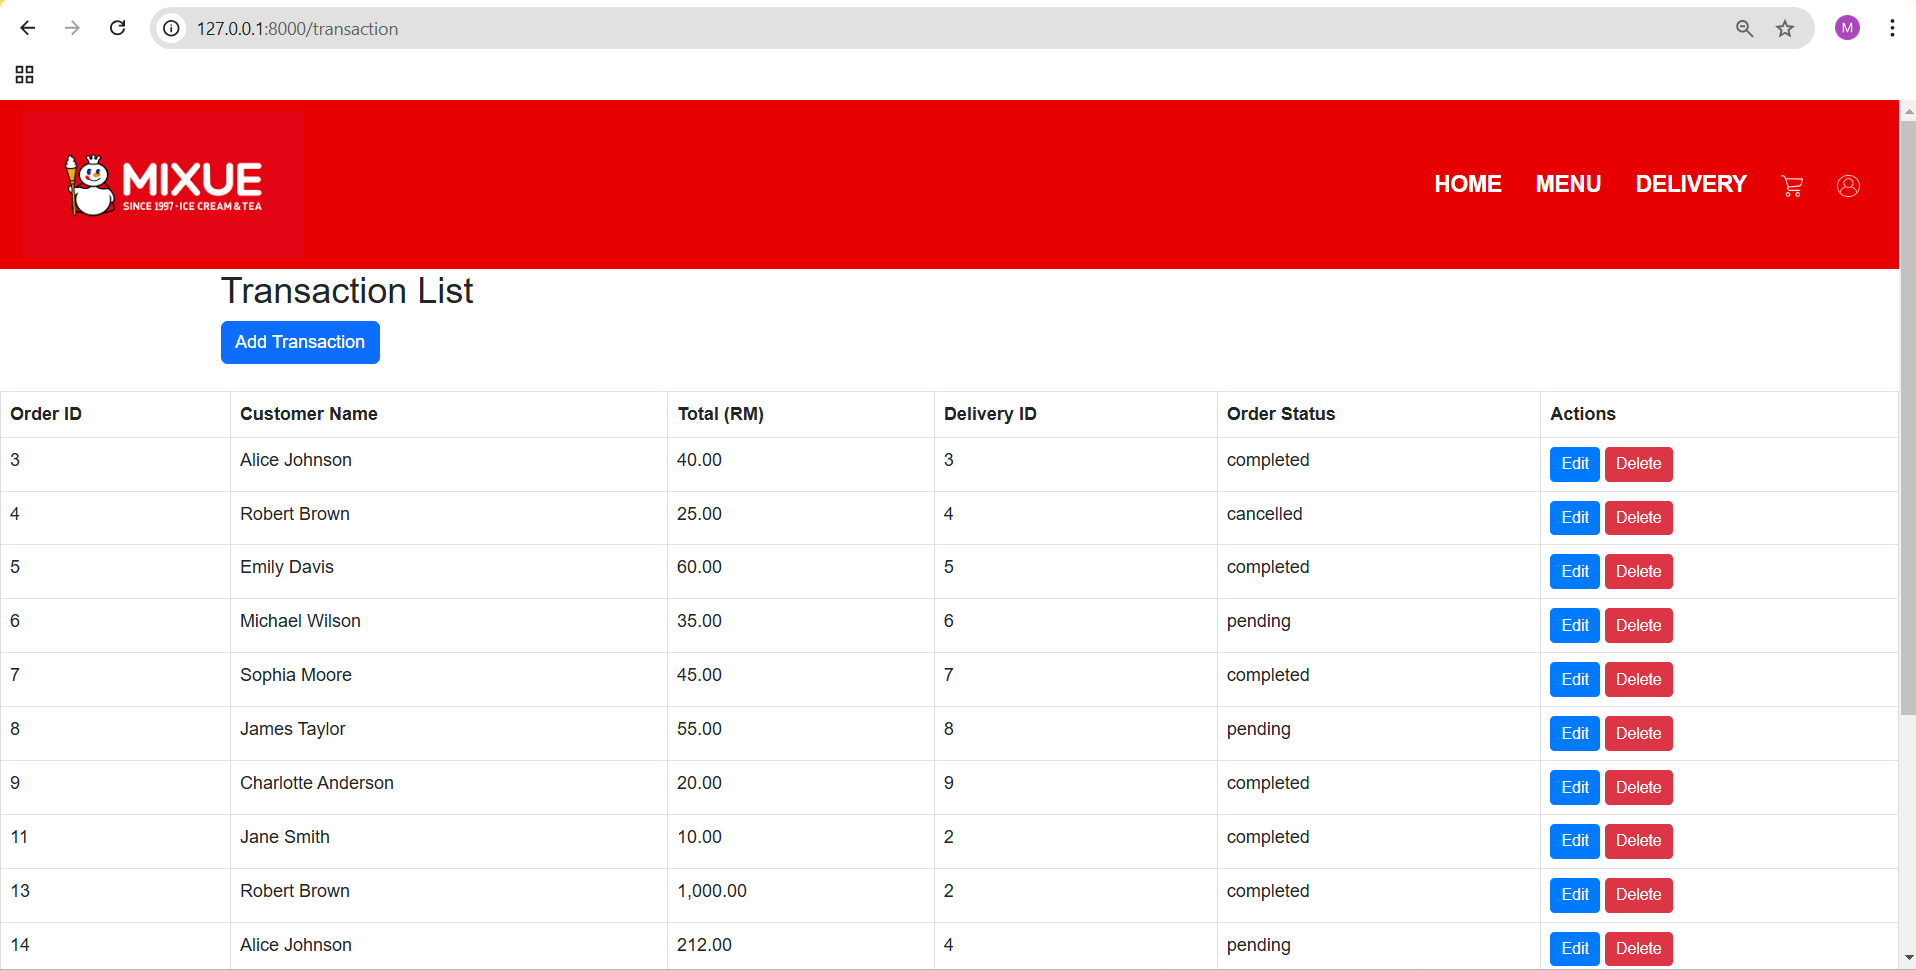 127.0.0.1:8000/transaction
M
MIXUE
SINCE 1997·ICE CREAM&TEA
HOME MENU DELIVERY
Transaction List
Add Transaction
Order ID Customer Name Total (RM) Delivery ID Order Status Actions
3 Alice Johnson 40.00 3 completed Edit Delete
4 Robert Brown 25.00 4 cancelled Edit Delete
5 Emily Davis 60.00 5 completed Edit Delete
6 Michael Wilson 35.00 6 pending Edit Delete
7 Sophia Moore 45.00 7 completed Edit Delete
8 James Taylor 55.00 8 pending Edit Delete
9 Charlotte Anderson 20.00 9 completed Edit Delete
11 Jane Smith 10.00 2 completed Edit Delete
13 Robert Brown 1,000.00 2 completed Edit Delete
14 Alice Johnson 212.00 4 pending Edit Delete